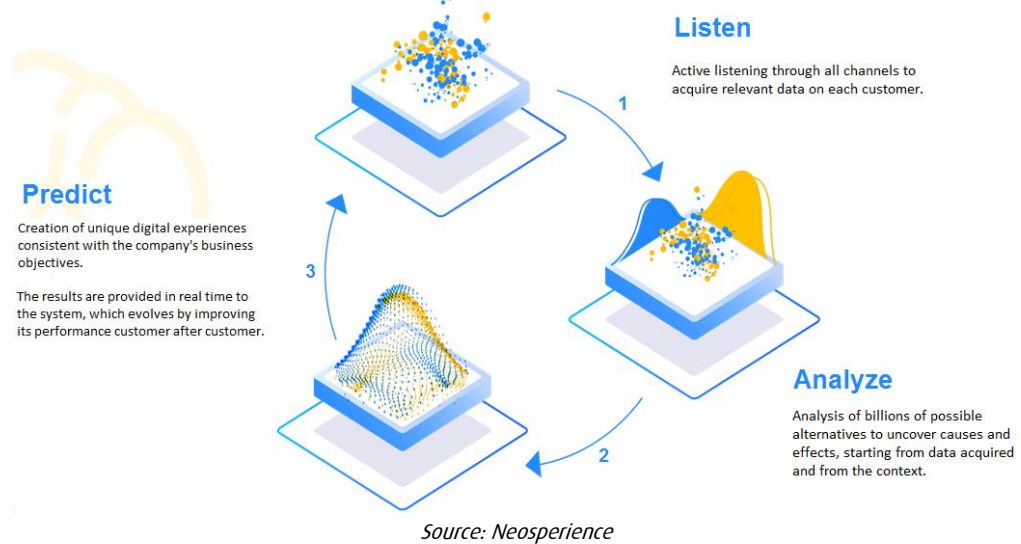 Listen
Active listening through all channels to
acquire relevant data on each customer.
1
Predict
Creation of unique digital experiences
consistent with the company's business
objectives.
The results are provided in real time to
the system, which evolves by improving
its performance customer after customer.
3
Analyze
Analysis of billions of possible
alternatives to uncover causes and
effects, starting from data acquired
and from the context.
2
Source: Neosperience